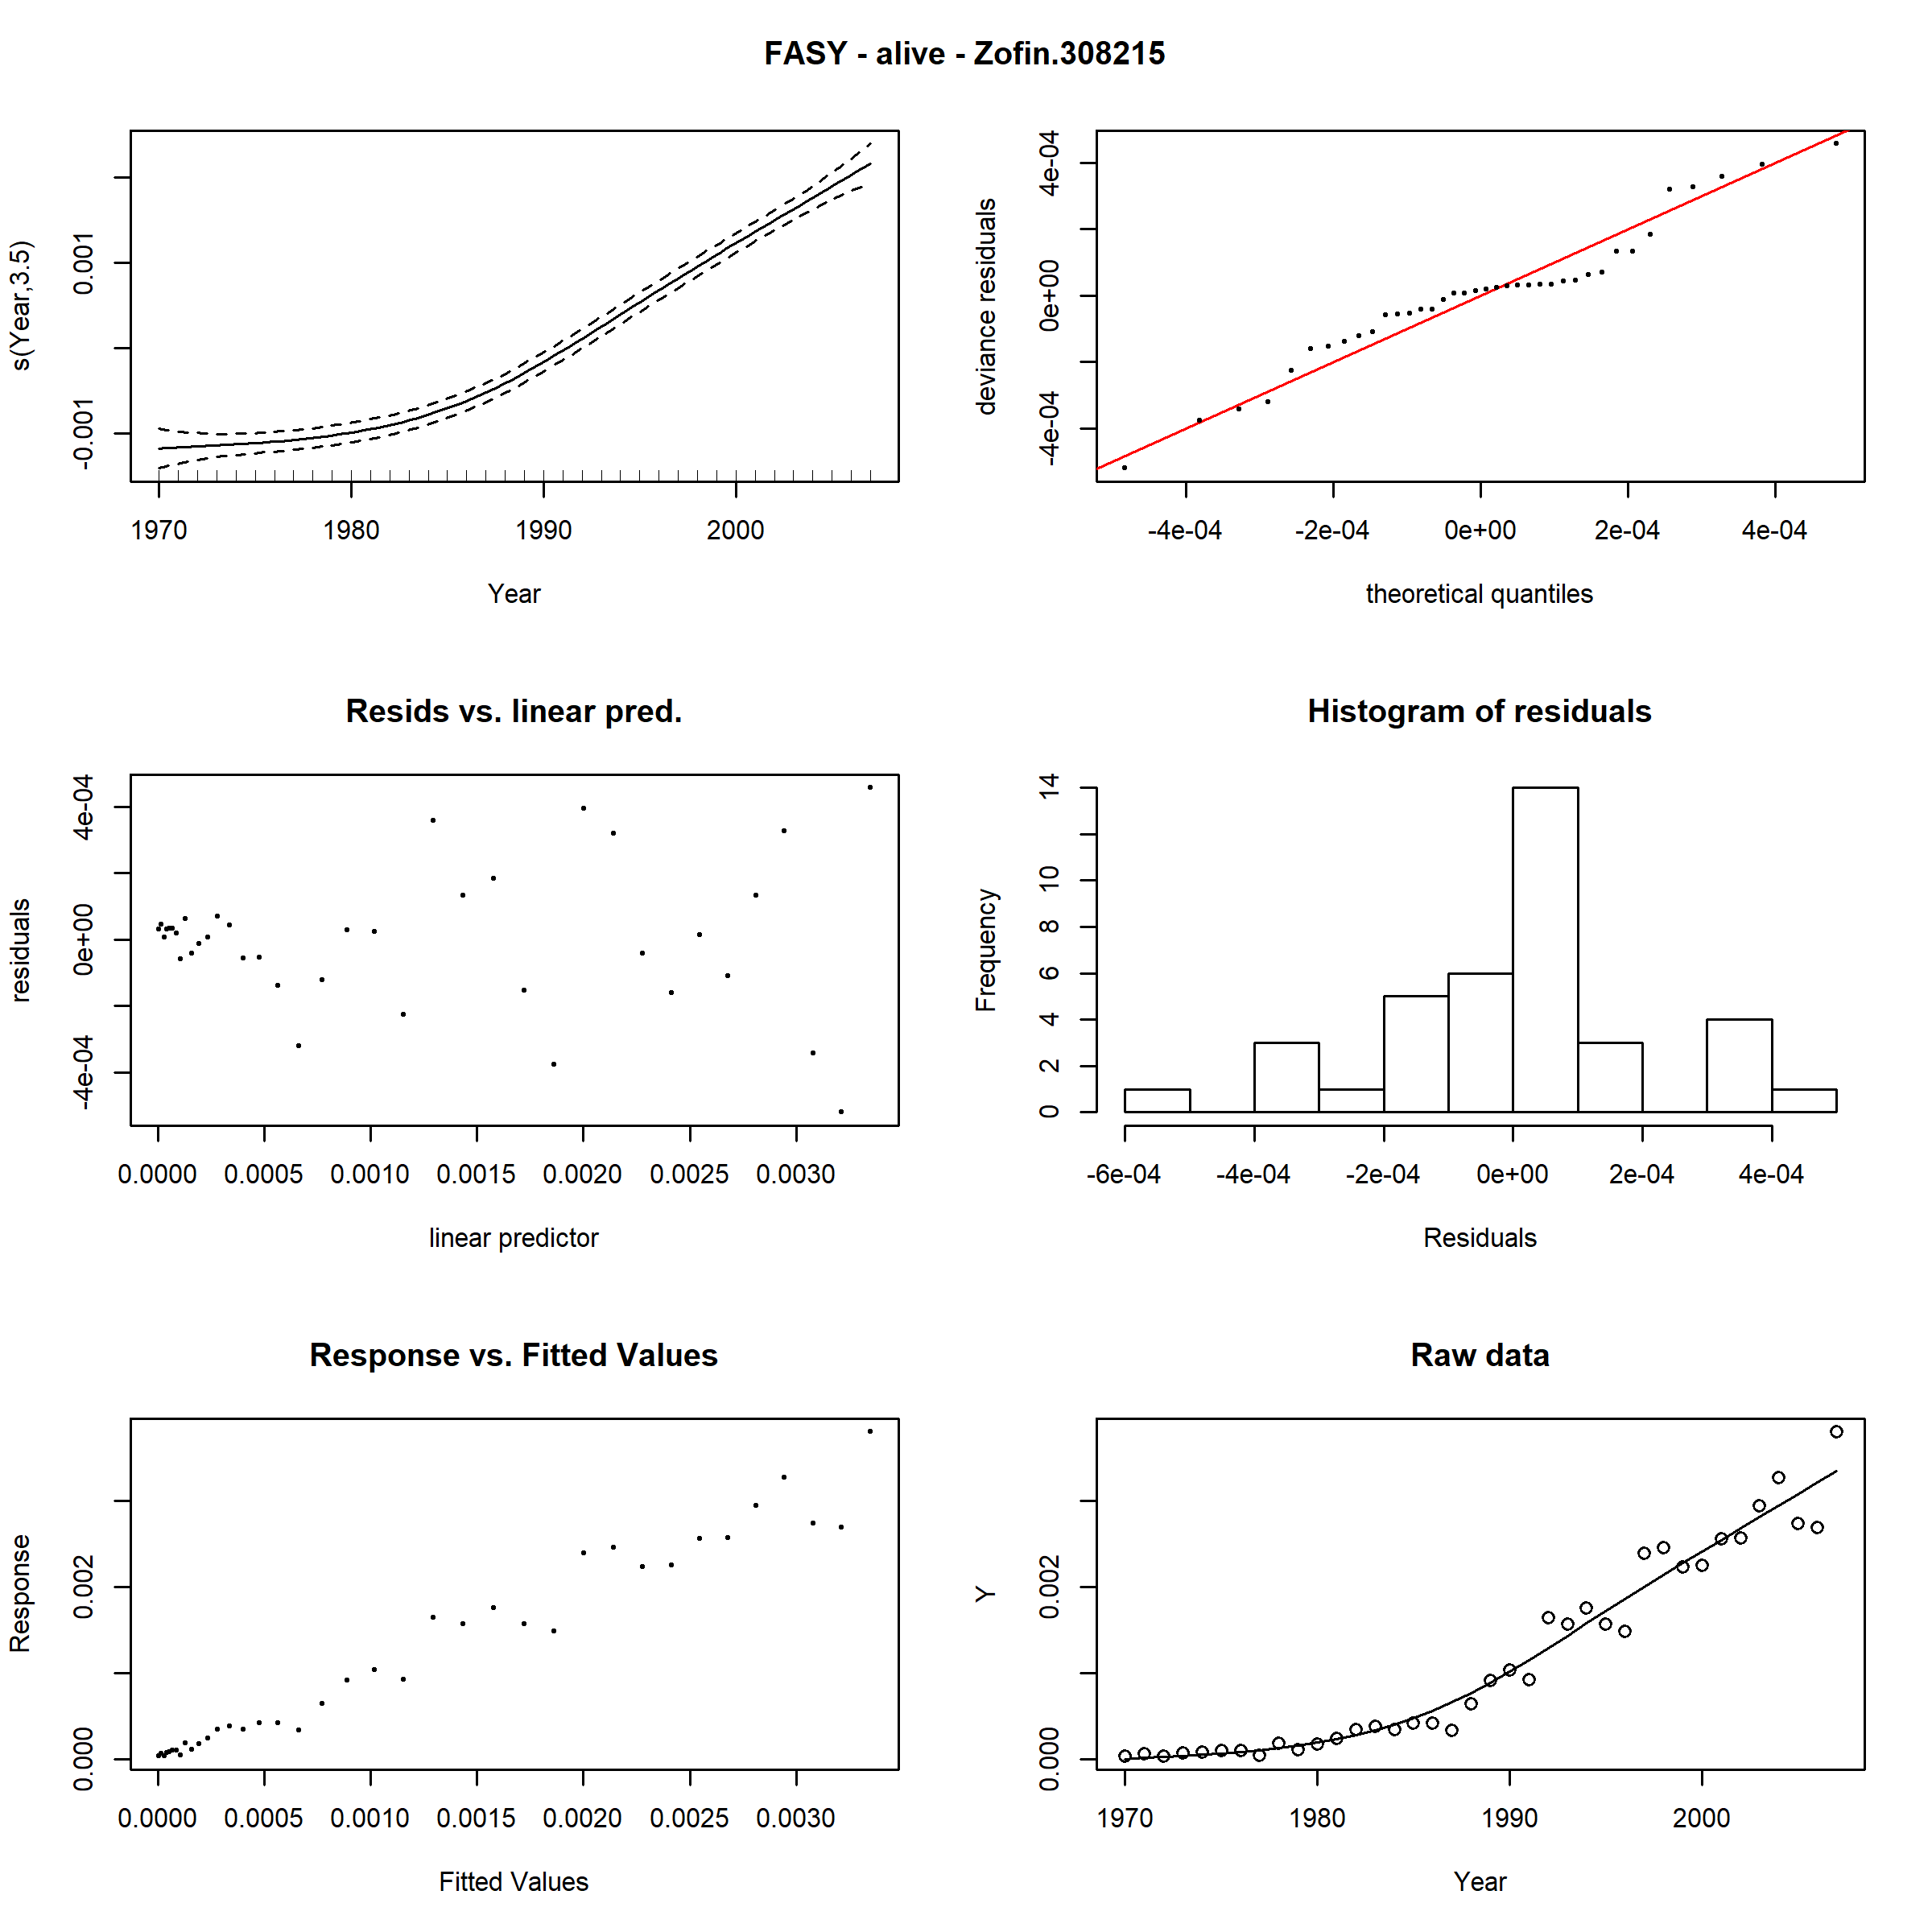 FASY - alive - Zofin.308215
s(Year,3.5)
-0.001 0.001
1970 1980 1990 2000
Year
deviance residuals
-4e-04 0e+00 4e-04
-4e-04 -2e-04 0e+00 2e-04 4e-04
theoretical quantiles
Resids vs. linear pred.
residuals
-4e-04 0e+00 4e-04
0.0000 0.0005 0.0010 0.0015 0.0020 0.0025 0.0030
linear predictor
Histogram of residuals
Frequency
0 2 4 6 8 10 14
-6e-04 -4e-04 -2e-04 0e+00 2e-04 4e-04
Residuals
Response vs. Fitted Values
Response
0.000 0.002
0.0000 0.0005 0.0010 0.0015 0.0020 0.0025 0.0030
Fitted Values
Raw data
Y
0.000 0.002
1970 1980 1990 2000
Year